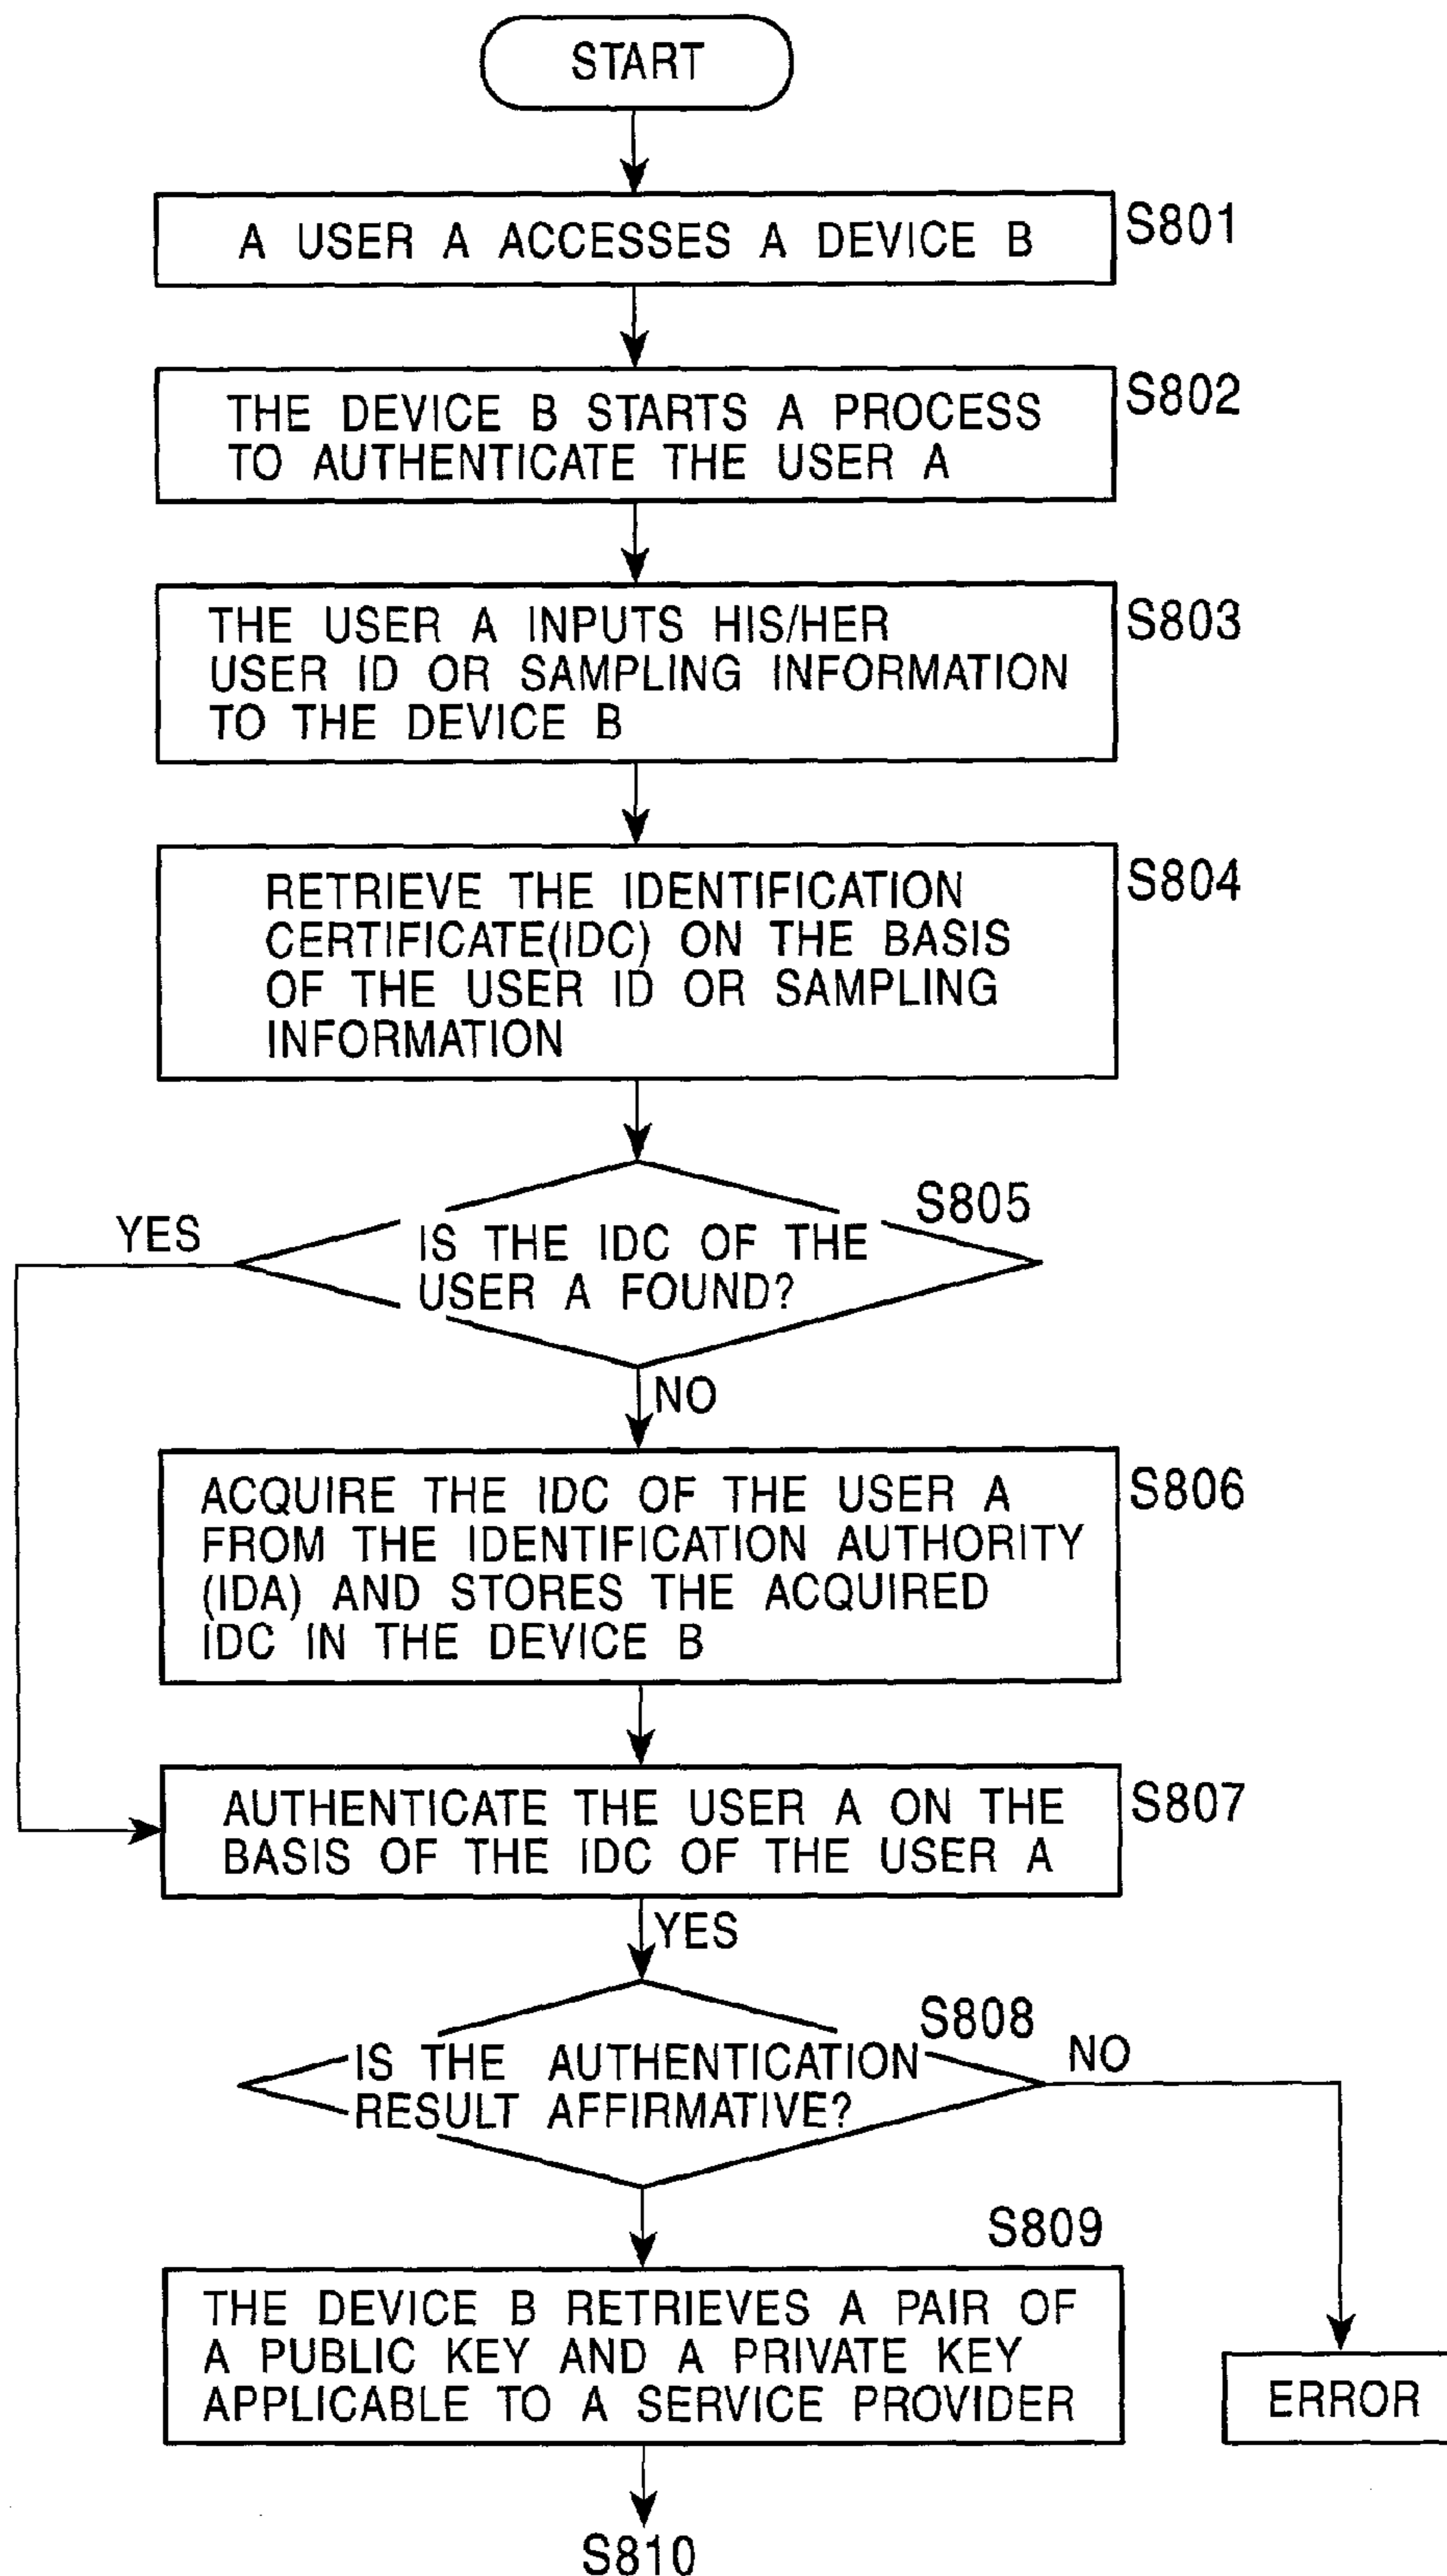 START
A USER A ACCESSES A DEVICE B
S801
THE DEVICE B STARTS A PROCESS
TO AUTHENTICATE THE USER A
S802
THE USER A INPUTS HIS/HER
USER ID OR SAMPLING INFORMATION
TO THE DEVICE B
S803
RETRIEVE THE IDENTIFICATION
CERTIFICATE(IDC) ON THE BASIS
OF THE USER ID OR SAMPLING
INFORMATION
S804
S805
YES
IS THE IDC OF THE
USER A FOUND?
NO
ACQUIRE THE IDC OF THE USER A
FROM THE IDENTIFICATION AUTHORITY
(IDA) AND STORES THE ACQUIRED
IDC IN THE DEVICE B
S806
AUTHENTICATE THE USER A ON THE
BASIS OF THE IDC OF THE USER A
S807
YES
S808
IS THE AUTHENTICATION
RESULT AFFIRMATIVE?
NO
S809
THE DEVICE B RETRIEVES A PAIR OF
A PUBLIC KEY AND A PRIVATE KEY
APPLICABLE TO A SERVICE PROVIDER
ERROR
S810